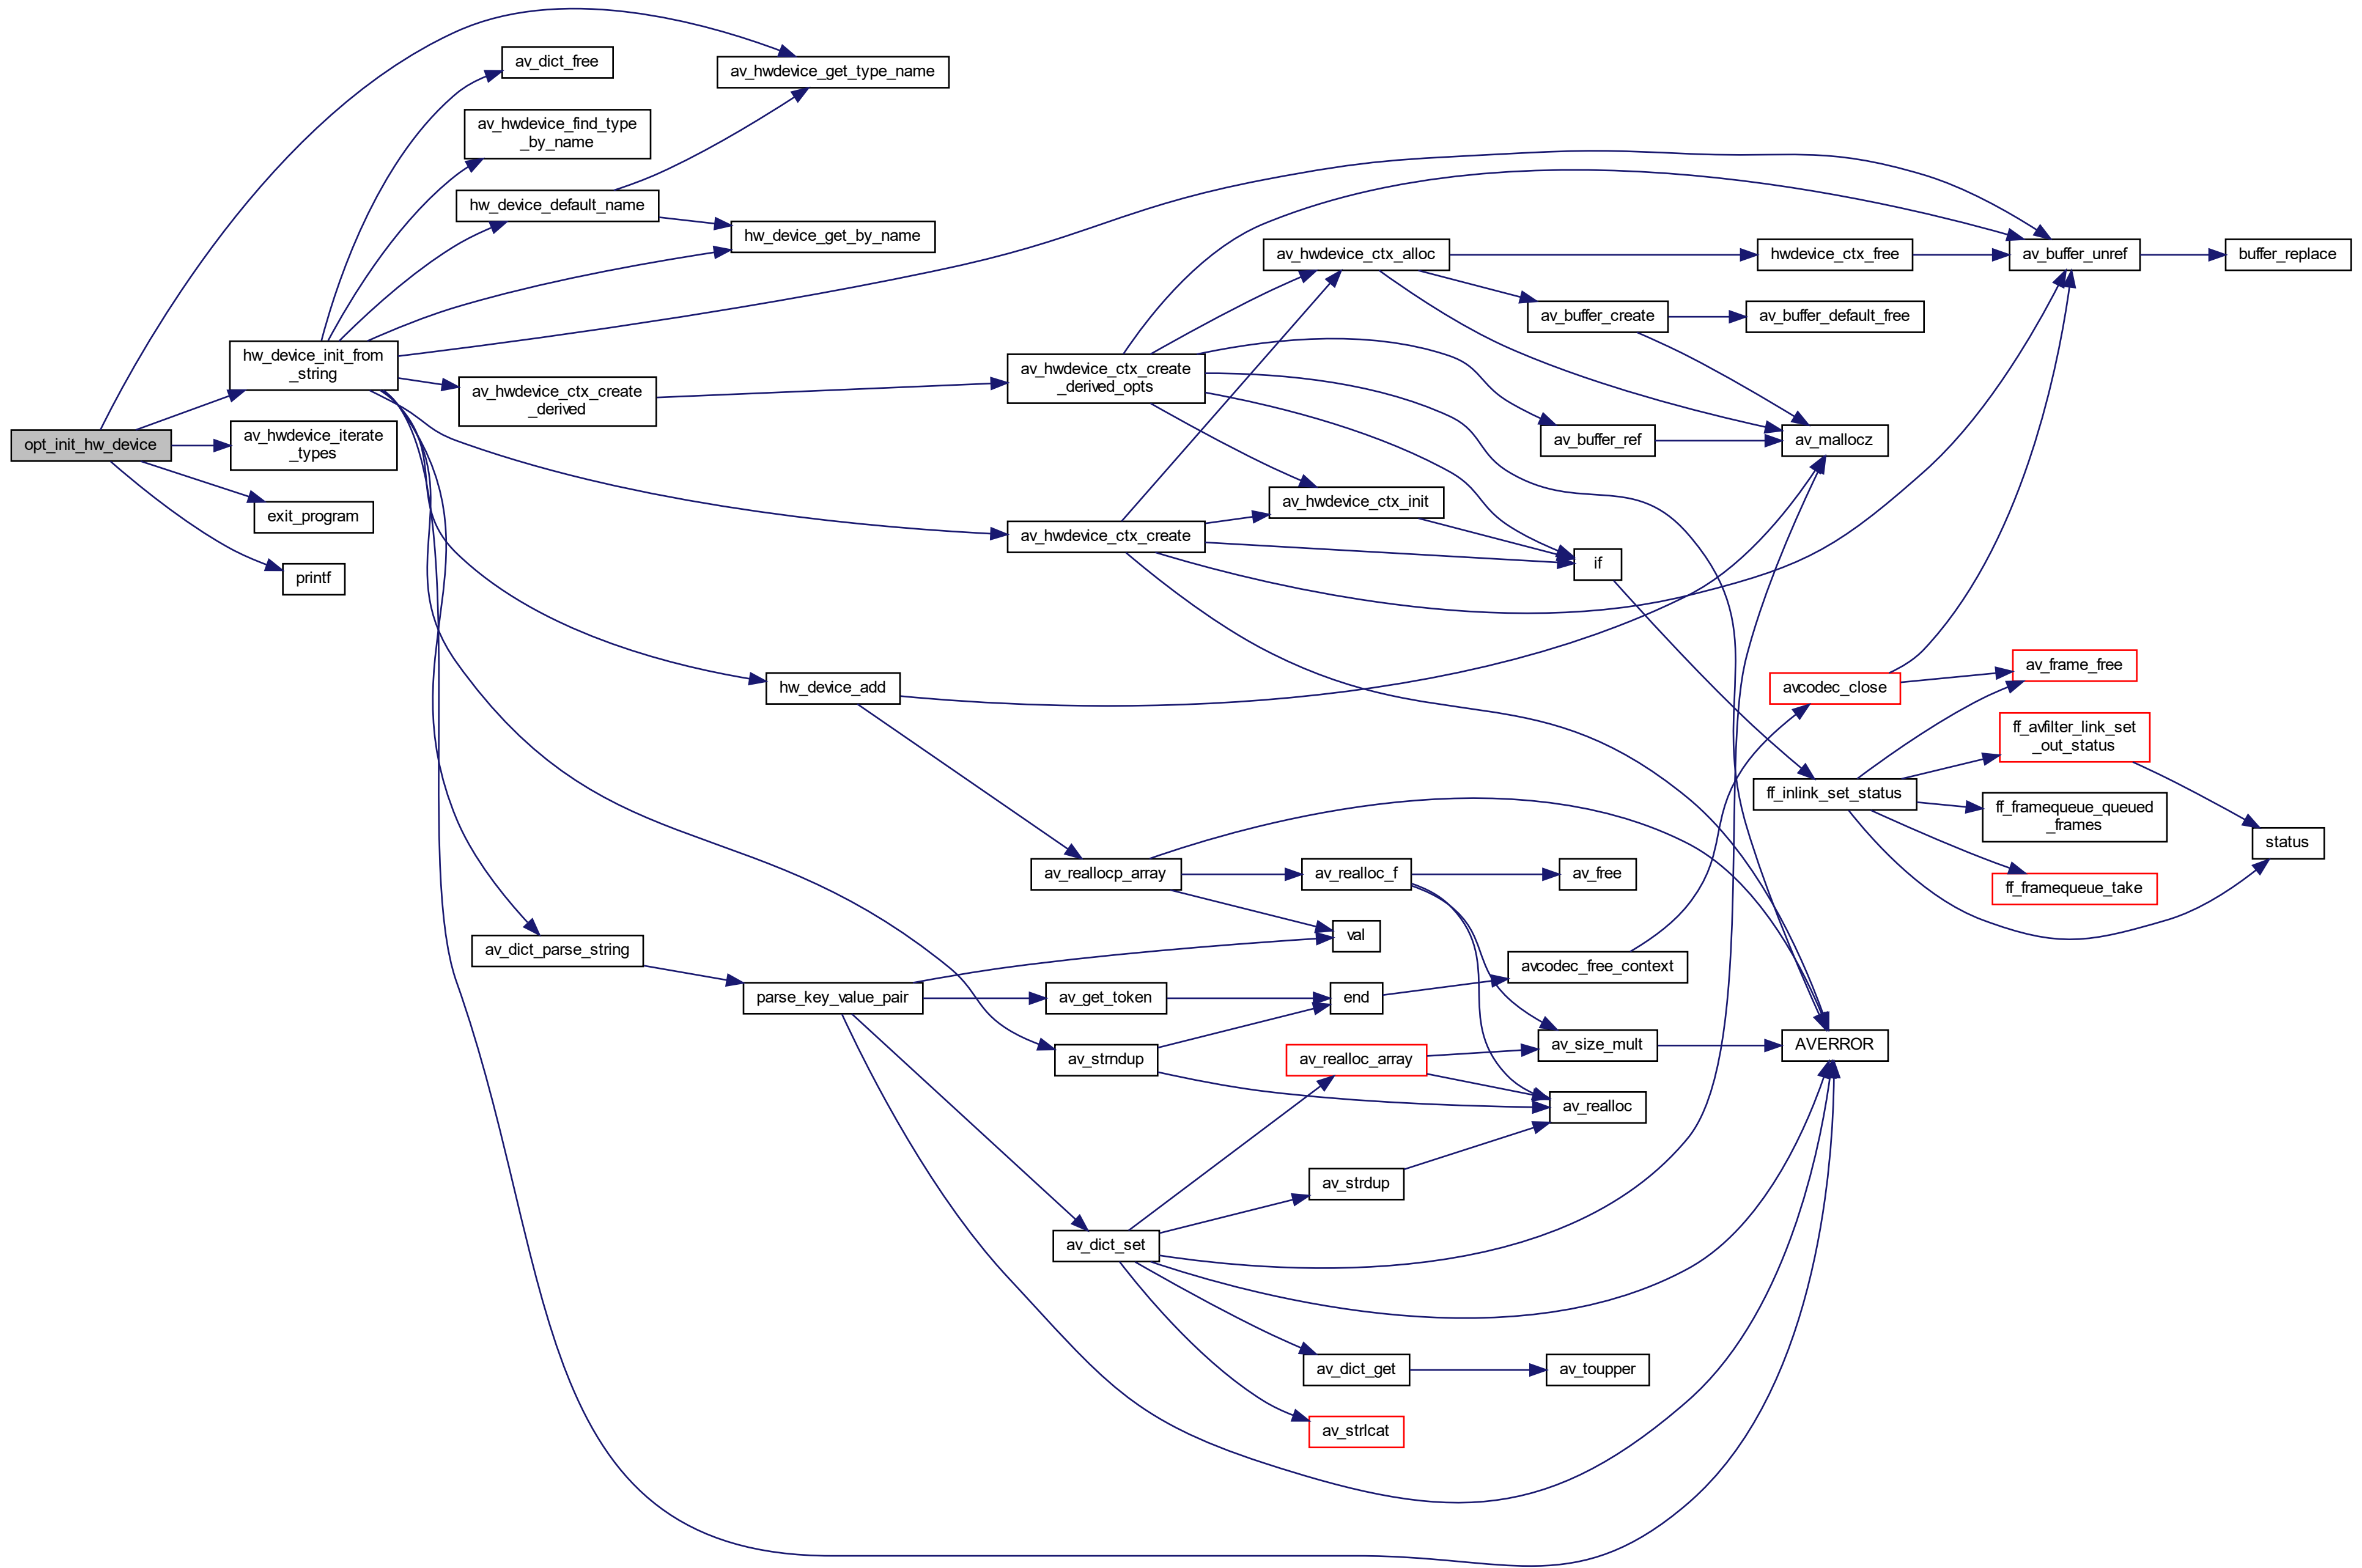 opt_init_hw_device
av_hwdevice_get_type_name
hw_device_init_from
_string
av_hwdevice_iterate
_types
exit_program
printf
av_dict_free
av_hwdevice_find_type
_by_name
hw_device_default_name
hw_device_get_by_name
av_hwdevice_ctx_create
_derived
av_hwdevice_ctx_create
_derived_opts
av_hwdevice_ctx_create
av_hwdevice_ctx_alloc
hwdevice_ctx_free
av_buffer_unref
buffer_replace
av_buffer_create
av_buffer_default_free
av_buffer_ref
av_mallocz
av_hwdevice_ctx_init
if
hw_device_add
avcodec_close
av_frame_free
ff_avfilter_link_set
_out_status
ff_inlink_set_status
ff_framequeue_queued
_frames
status
ff_framequeue_take
av_reallocp_array
av_realloc_f
av_free
val
av_dict_parse_string
parse_key_value_pair
av_get_token
end
avcodec_free_context
av_strndup
av_realloc_array
av_size_mult
AVERROR
av_realloc
av_strdup
av_dict_set
av_dict_get
av_toupper
av_strlcat